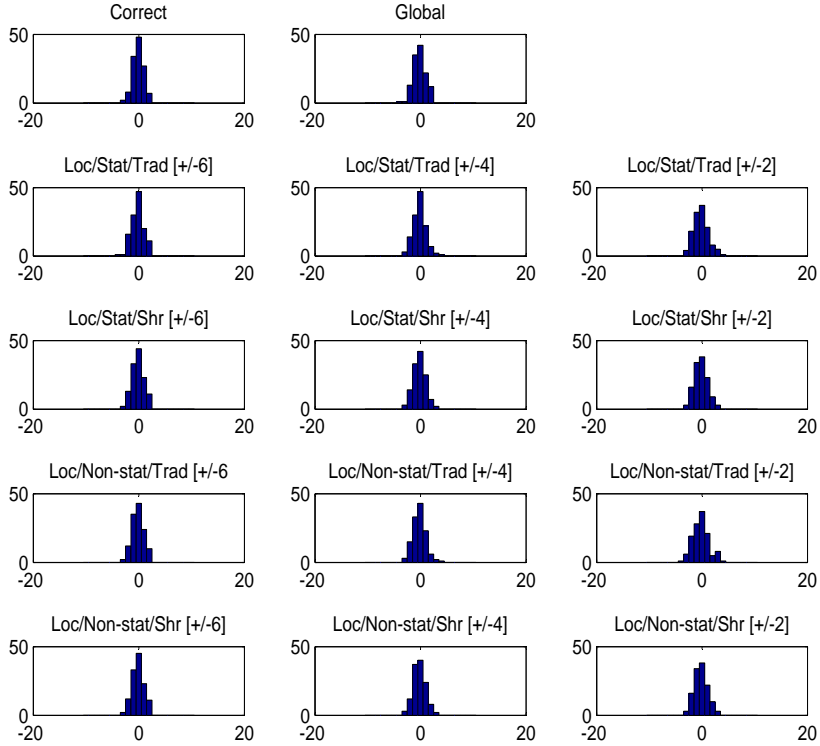 Correct Global
50 50
0 0
-20 0 20 -20 0 20
Loc/Stat/Trad [+/-6] Loc/Stat/Trad [+/-4] Loc/Stat/Trad [+/-2]
50 50 50
0 0 0
-20 0 20 -20 0 20 -20 0 20
Loc/Stat/Shr [+/-6] Loc/Stat/Shr [+/-4] Loc/Stat/Shr [+/-2]
50 50 50
0 0 0
-20 0 20 -20 0 20 -20 0 20
Loc/Non-stat/Trad [+/-6 Loc/Non-stat/Trad [+/-4] Loc/Non-stat/Trad [+/-2]
50 50 50
0 0 0
-20 0 20 -20 0 20 -20 0 20
Loc/Non-stat/Shr [+/-6] Loc/Non-stat/Shr [+/-4] Loc/Non-stat/Shr [+/-2]
50 50 50
0 0 0
-20 0 20 -20 0 20 -20 0 20